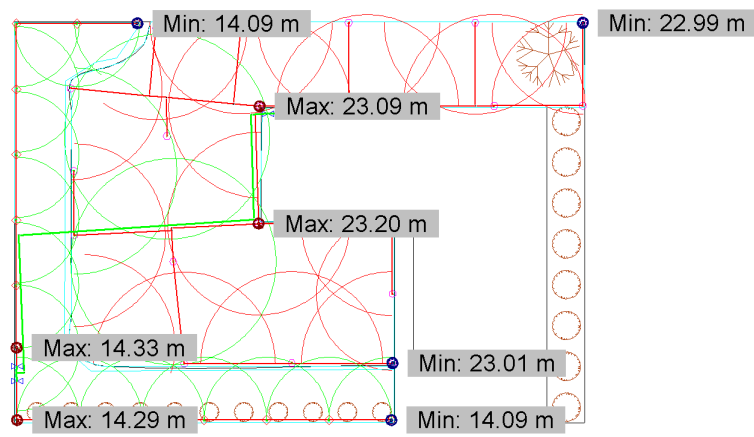 Min: 14.09 m
Min: 22.99 m
Max: 23.09 m
Max: 23.20 m
Max: 14.33 m
Min: 23.01 m
Max: 14.29 m
Min: 14.09 m